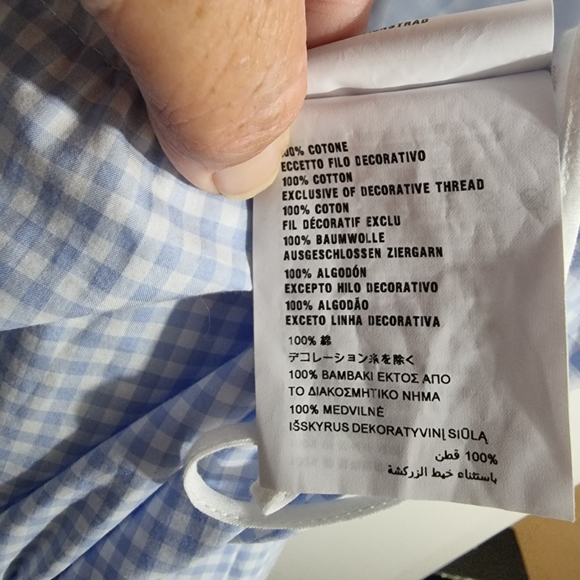 100% COTONE
ECCETTO FILO DECORATIVO
100% COTTON
EXCLUSIVE OF DECORATIVE THREAD
100% COTON
FIL DÉCORATIF EXCLU
100% BAUMWOLLE
AUSGESCHLOSSEN ZIERGARN
100% ALGODÓN
EXCEPTO HILO DECORATIVO
100% ALGODÃO
EXCETO LINHA DECORATIVA
100% 綿
デコレーション糸を除く
100% ΒΑΜΒΑΚΙ ΕΚΤΟΣ ΑΠΟ
ΤΟ ΔΙΑΚΟΣΜΗΤΙΚΟ ΝΗΜΑ
100% MEDVILNĖ
IŠSKYRUS DEKORATYVINĮ SIŪLĄ
100% قطن
باستثناء خيط الزركشة